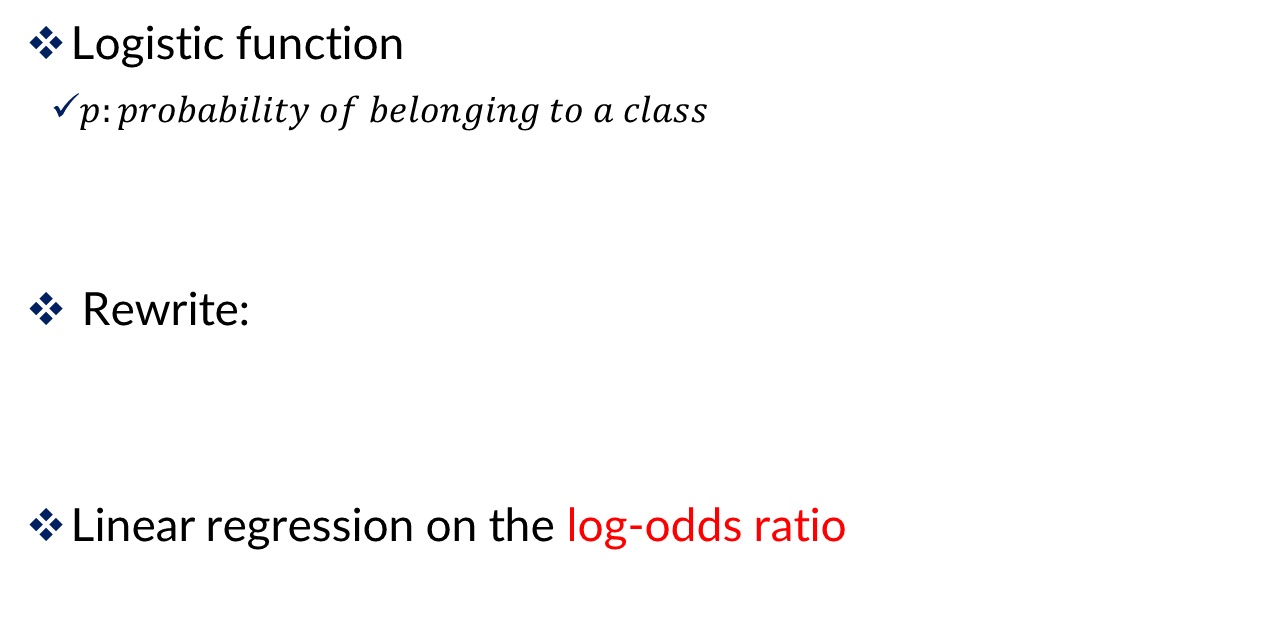 ❖Logistic function
✓p: probability of belonging to a class
❖ Rewrite:
❖Linear regression on the log-odds ratio